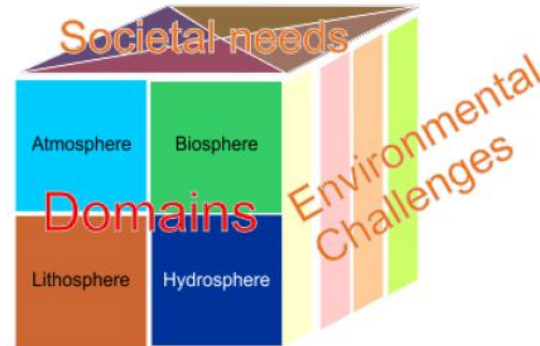 Societal needs
Atmosphere
Biosphere
Domains
Lithosphere
Hydrosphere
Environmental
Challenges